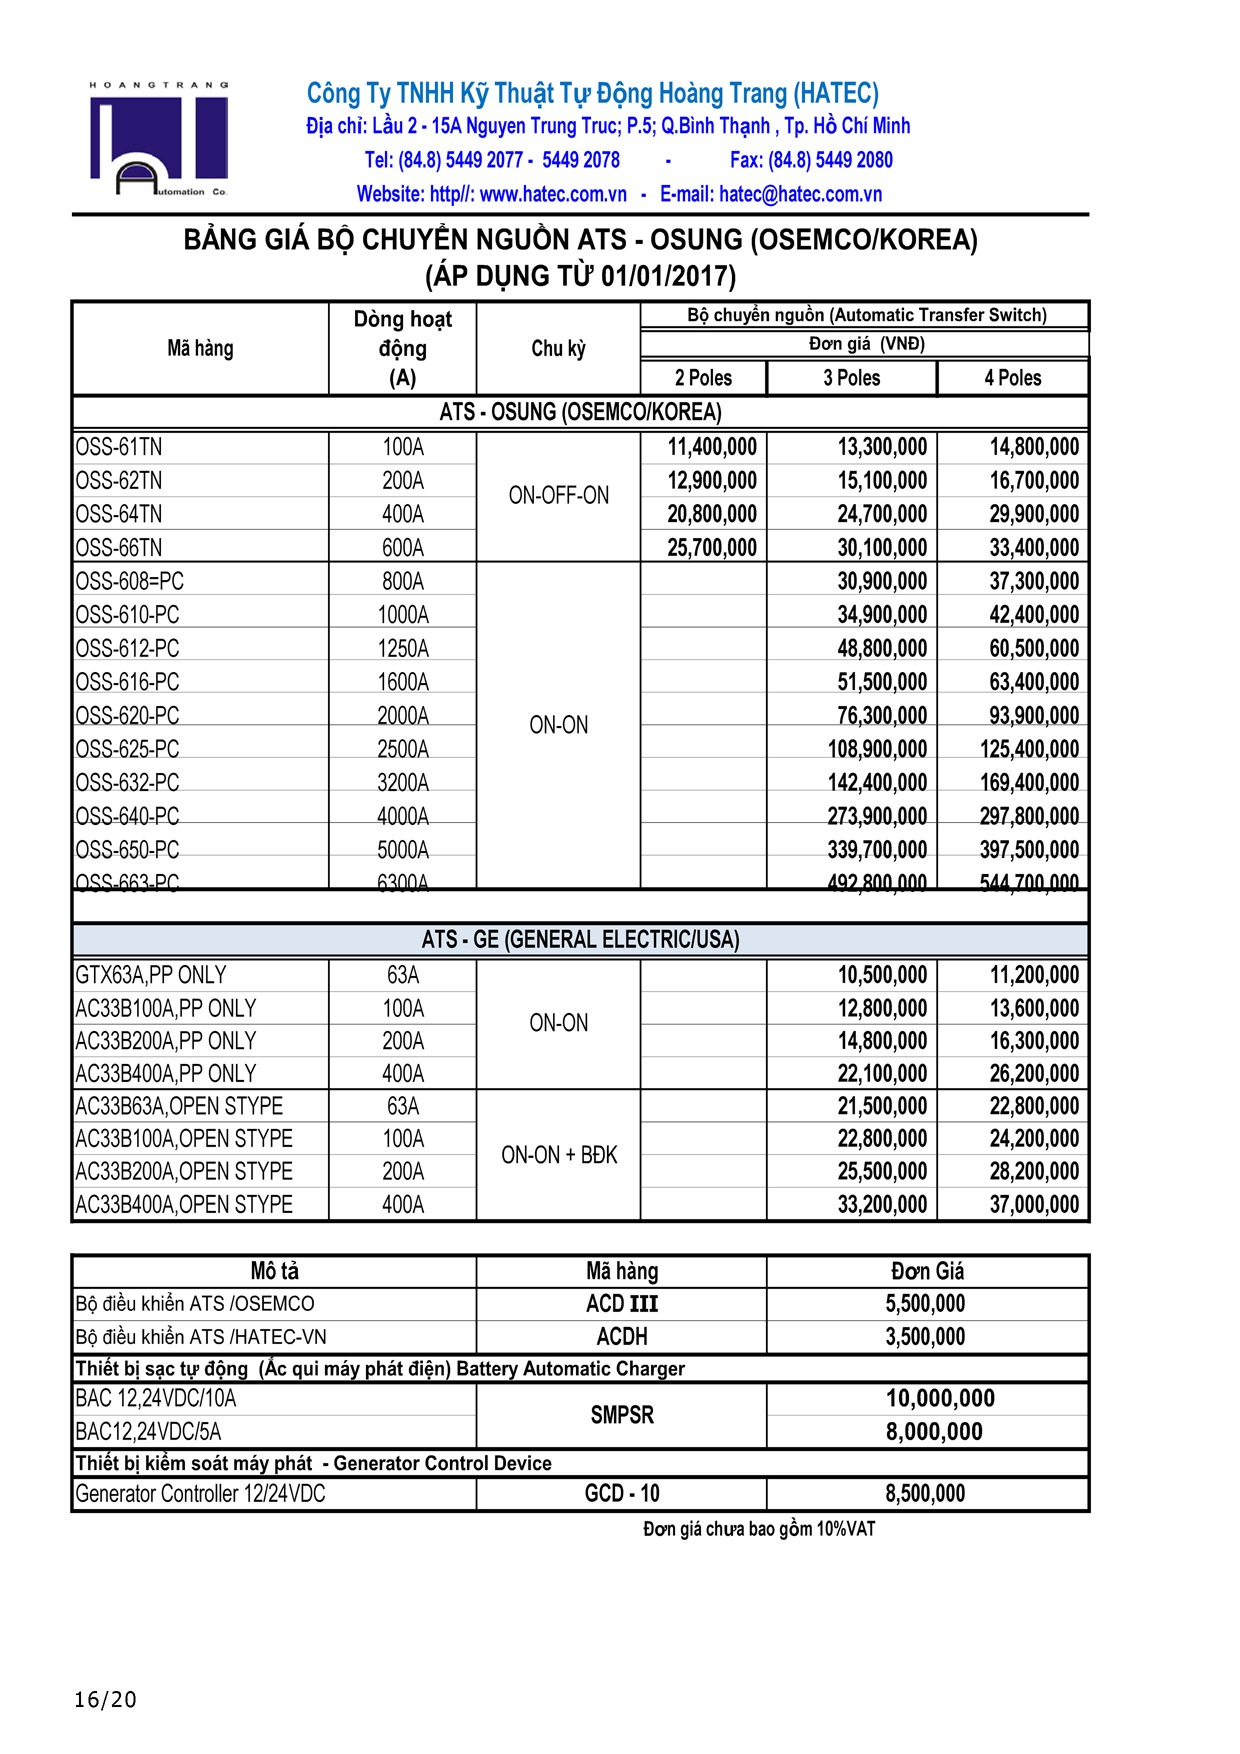 HOANGTRANG
Automation Co.
Công Ty TNHH Kỹ Thuật Tự Động Hoàng Trang (HATEC)
Địa chỉ: Lầu 2 - 15A Nguyen Trung Truc; P.5; Q.Bình Thạnh , Tp. Hồ Chí Minh
Tel: (84.8) 5449 2077 - 5449 2078 - Fax: (84.8) 5449 2080
Website: http//: www.hatec.com.vn - E-mail: hatec@hatec.com.vn
BẢNG GIÁ BỘ CHUYỂN NGUỒN ATS - OSUNG (OSEMCO/KOREA)
(ÁP DỤNG TỪ 01/01/2017)
Mã hàng Dòng hoạt động (A) Chu kỳ Bộ chuyển nguồn (Automatic Transfer Switch)
Đơn giá (VNĐ)
2 Poles 3 Poles 4 Poles
ATS - OSUNG (OSEMCO/KOREA)
OSS-61TN 100A ON-OFF-ON 11,400,000 13,300,000 14,800,000
OSS-62TN 200A 12,900,000 15,100,000 16,700,000
OSS-64TN 400A 20,800,000 24,700,000 29,900,000
OSS-66TN 600A 25,700,000 30,100,000 33,400,000
OSS-608=PC 800A ON-ON 30,900,000 37,300,000
OSS-610-PC 1000A 34,900,000 42,400,000
OSS-612-PC 1250A 48,800,000 60,500,000
OSS-616-PC 1600A 51,500,000 63,400,000
OSS-620-PC 2000A 76,300,000 93,900,000
OSS-625-PC 2500A 108,900,000 125,400,000
OSS-632-PC 3200A 142,400,000 169,400,000
OSS-640-PC 4000A 273,900,000 297,800,000
OSS-650-PC 5000A 339,700,000 397,500,000
OSS-663-PC 6300A 492,800,000 544,700,000
ATS - GE (GENERAL ELECTRIC/USA)
GTX63A,PP ONLY 63A ON-ON 10,500,000 11,200,000
AC33B100A,PP ONLY 100A 12,800,000 13,600,000
AC33B200A,PP ONLY 200A 14,800,000 16,300,000
AC33B400A,PP ONLY 400A 22,100,000 26,200,000
AC33B63A,OPEN STYPE 63A ON-ON + BĐK 21,500,000 22,800,000
AC33B100A,OPEN STYPE 100A 22,800,000 24,200,000
AC33B200A,OPEN STYPE 200A 25,500,000 28,200,000
AC33B400A,OPEN STYPE 400A 33,200,000 37,000,000
Mô tả Mã hàng Đơn Giá
Bộ điều khiển ATS /OSEMCO ACD III 5,500,000
Bộ điều khiển ATS /HATEC-VN ACDH 3,500,000
Thiết bị sạc tự động (Ắc qui máy phát điện) Battery Automatic Charger
BAC 12,24VDC/10A SMPSR 10,000,000
BAC12,24VDC/5A 8,000,000
Thiết bị kiểm soát máy phát - Generator Control Device
Generator Controller 12/24VDC GCD - 10 8,500,000
Đơn giá chưa bao gồm 10%VAT
16/20